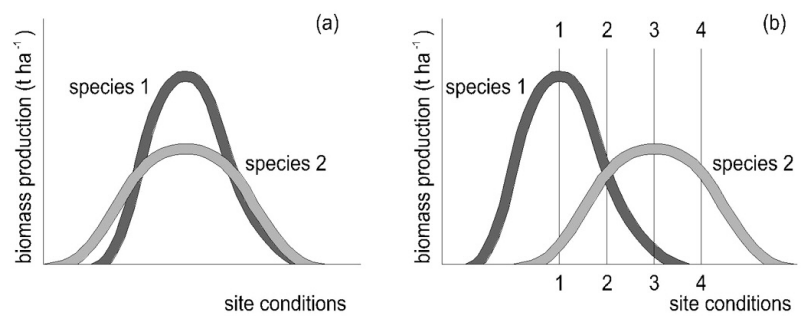 (a)
biomass production (t ha⁻¹)
species 1
species 2
site conditions
1 2 3 4
(b)
biomass production (t ha⁻¹)
species 1
species 2
1 2 3 4
site conditions